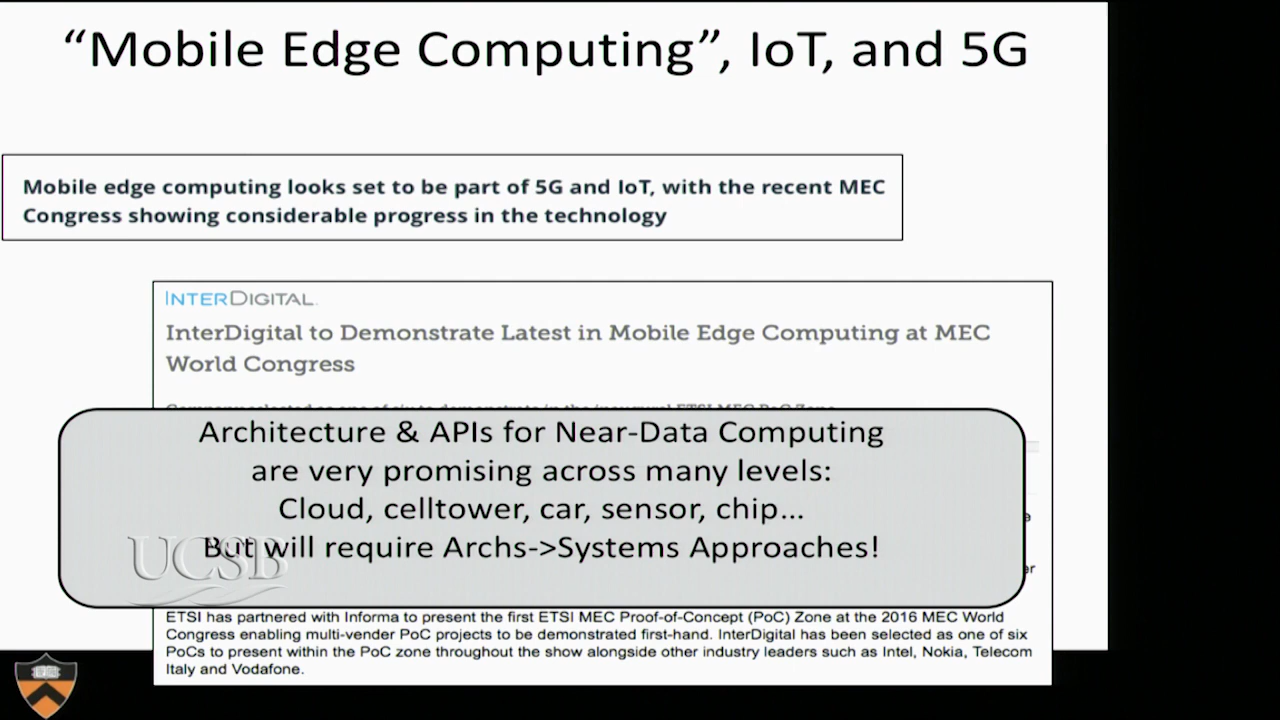 “Mobile Edge Computing”, IoT, and 5G
Mobile edge computing looks set to be part of 5G and IoT, with the recent MEC
Congress showing considerable progress in the technology
INTERDIGITAL
InterDigital to Demonstrate Latest in Mobile Edge Computing at MEC
World Congress
Architecture & APIs for Near-Data Computing
are very promising across many levels:
Cloud, celltower, car, sensor, chip...
But will require Archs->Systems Approaches!
UCSB
ETSI has partnered with Informa to present the first ETSI MEC Proof-of-Concept (PoC) Zone at the 2016 MEC World
Congress enabling multi-vender PoC projects to be demonstrated first-hand. InterDigital has been selected as one of six
PoCs to present within the PoC zone throughout the show alongside other industry leaders such as Intel, Nokia, Telecom
Italy and Vodafone.